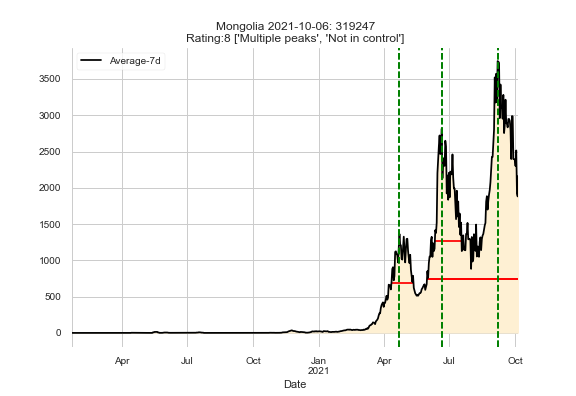 Mongolia 2021-10-06: 319247
Rating:8 ['Multiple peaks', 'Not in control']
Average-7d
3500
3000
2500
2000
1500
1000
500
0
Apr Jul Oct Jan Apr Jul Oct
2021
Date